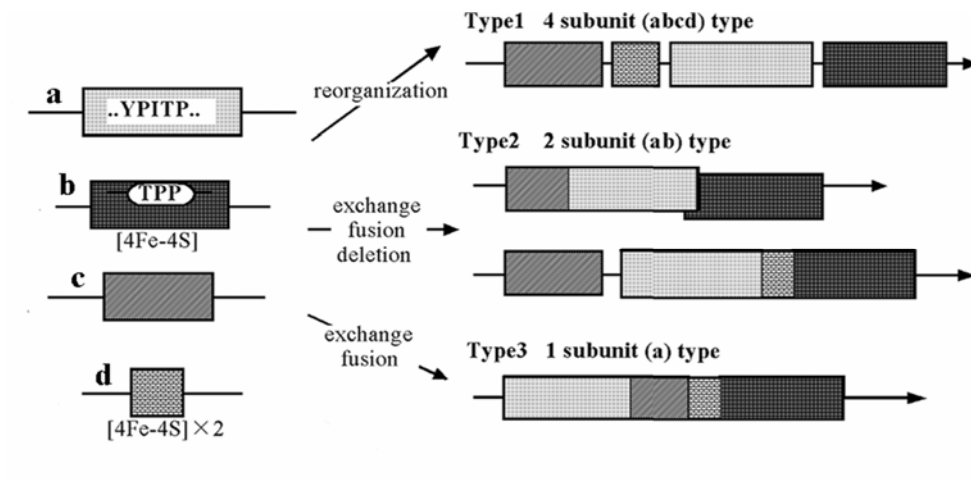 a
..YPITP..
b
TPP
[4Fe-4S]
c
d
[4Fe-4S]×2
reorganization
exchange
fusion
deletion
exchange
fusion
Type1 4 subunit (abcd) type
Type2 2 subunit (ab) type
Type3 1 subunit (a) type